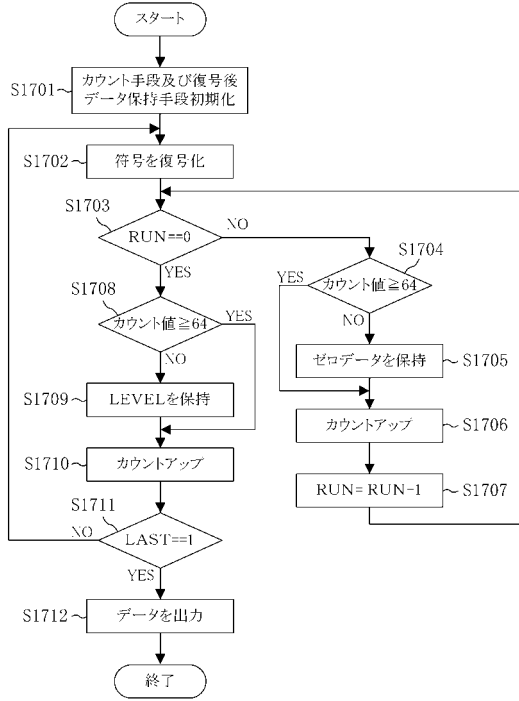 スタート
S1701
カウント手段及び復号後
データ保持手段初期化
S1702
符号を復号化
S1703
RUN==0
NO
YES
S1704
カウント値≧64
YES
NO
S1705
ゼロデータを保持
S1706
カウントアップ
S1707
RUN=RUN-1
S1708
カウント値≧64
YES
NO
S1709
LEVELを保持
S1710
カウントアップ
S1711
LAST==1
NO
YES
S1712
データを出力
終了